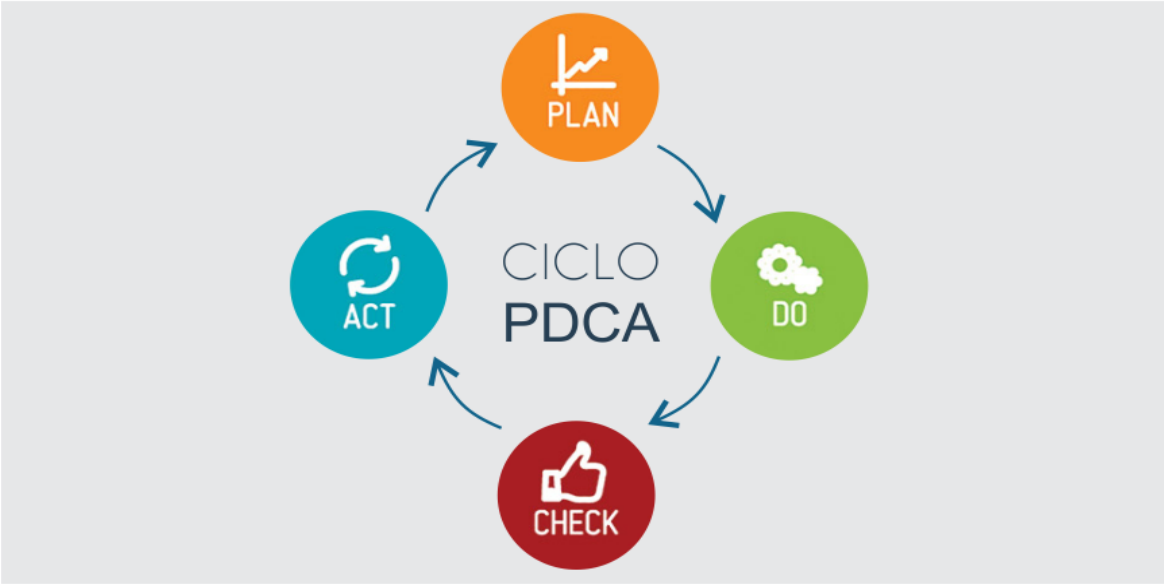 PLAN
DO
CHECK
ACT
CICLO
PDCA